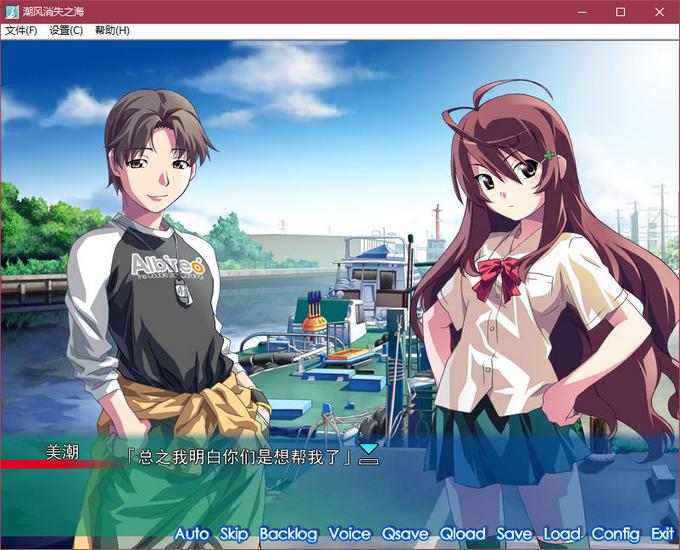 潮风消失之海
文件(F) 设置(C) 帮助(H)
Albireo
美潮
「总之我明白你们是想帮我了」
Auto Skip Backlog Voice Qsave Qload Save Load Config Exit